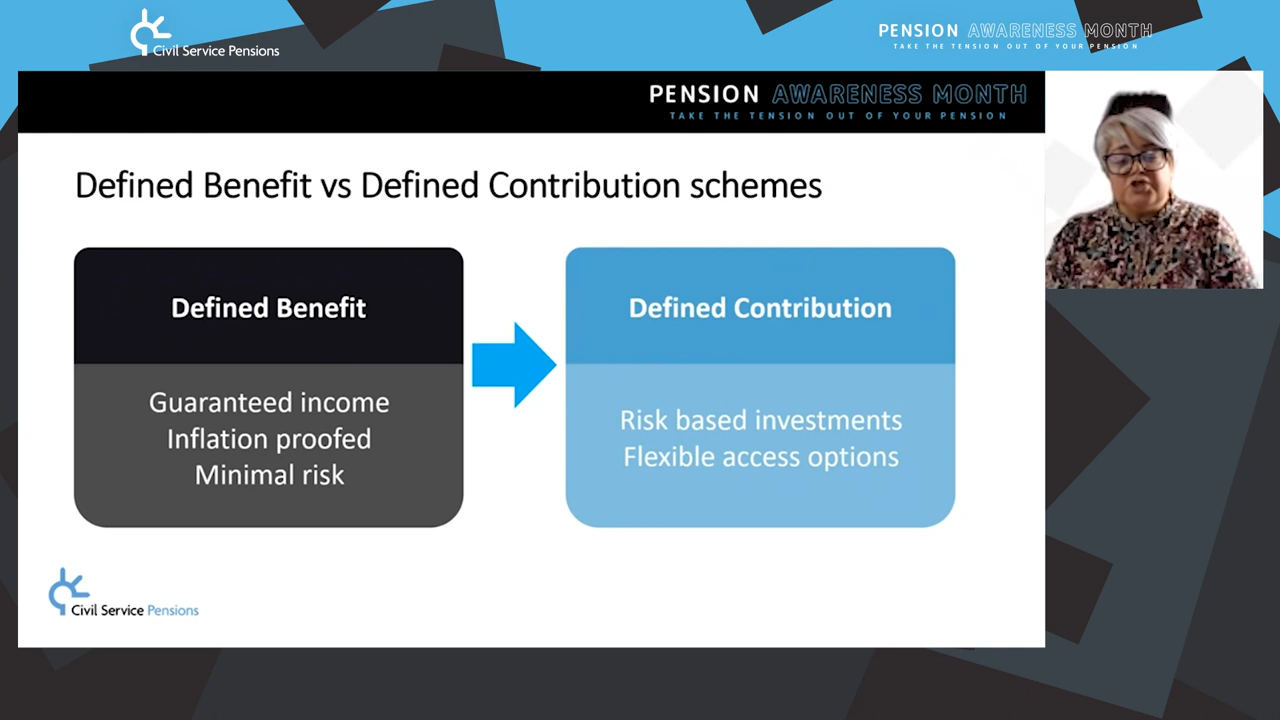 Civil Service Pensions
PENSION AWARENESS MONTH
TAKE THE TENSION OUT OF YOUR PENSION
PENSION AWARENESS MONTH
TAKE THE TENSION OUT OF YOUR PENSION
Defined Benefit vs Defined Contribution schemes
Defined Benefit
Guaranteed income
Inflation proofed
Minimal risk
Defined Contribution
Risk based investments
Flexible access options
Civil Service Pensions